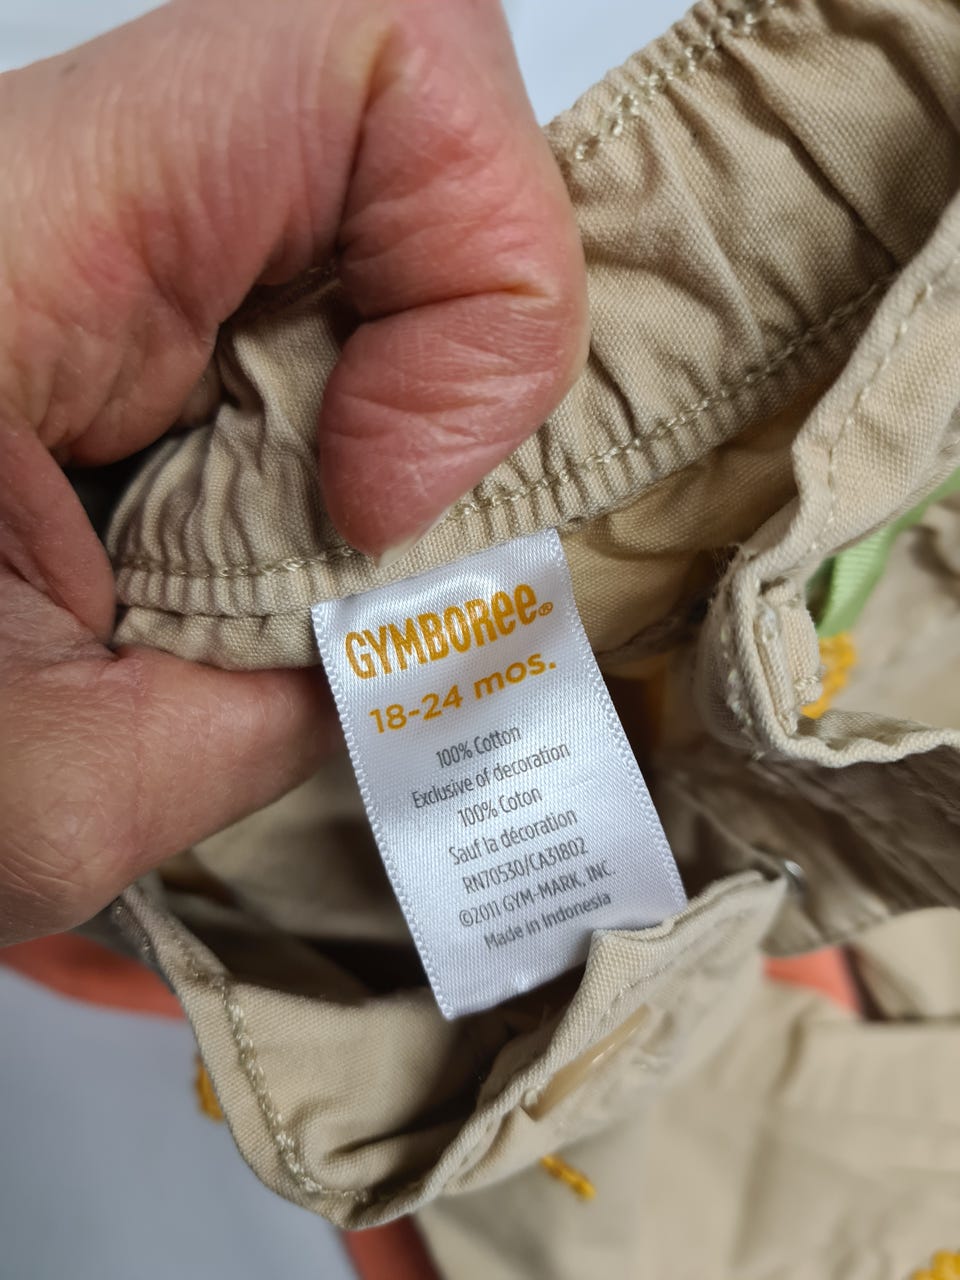 GYMBOREE®
18-24 mos.
100% Cotton
Exclusive of decoration
100% Coton
Sauf la décoration
RN70530/CA31802
©2011 GYM-MARK, INC.
Made in Indonesia